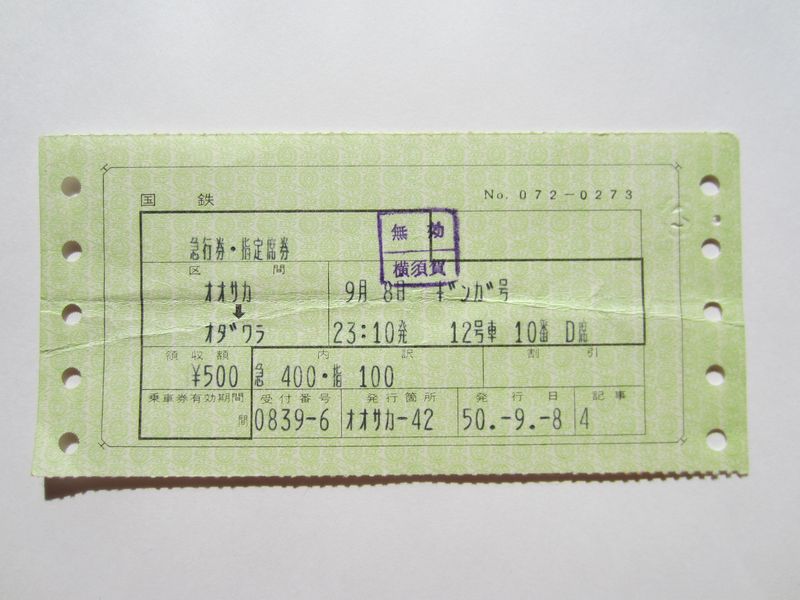 国鉄 No. 072-0273
無効
横須賀
急行券・指定席券
区間
オオサカ 9月 8日 ギンガ号
オダワラ 23:10発 12号車 10番 D席
領収額 内訳 割引
¥500 急 400・指 100
乗車券有効期間 受付番号 発行箇所 発行日 記事
間 0839-6 オオサカ-42 50.-9.-8 4